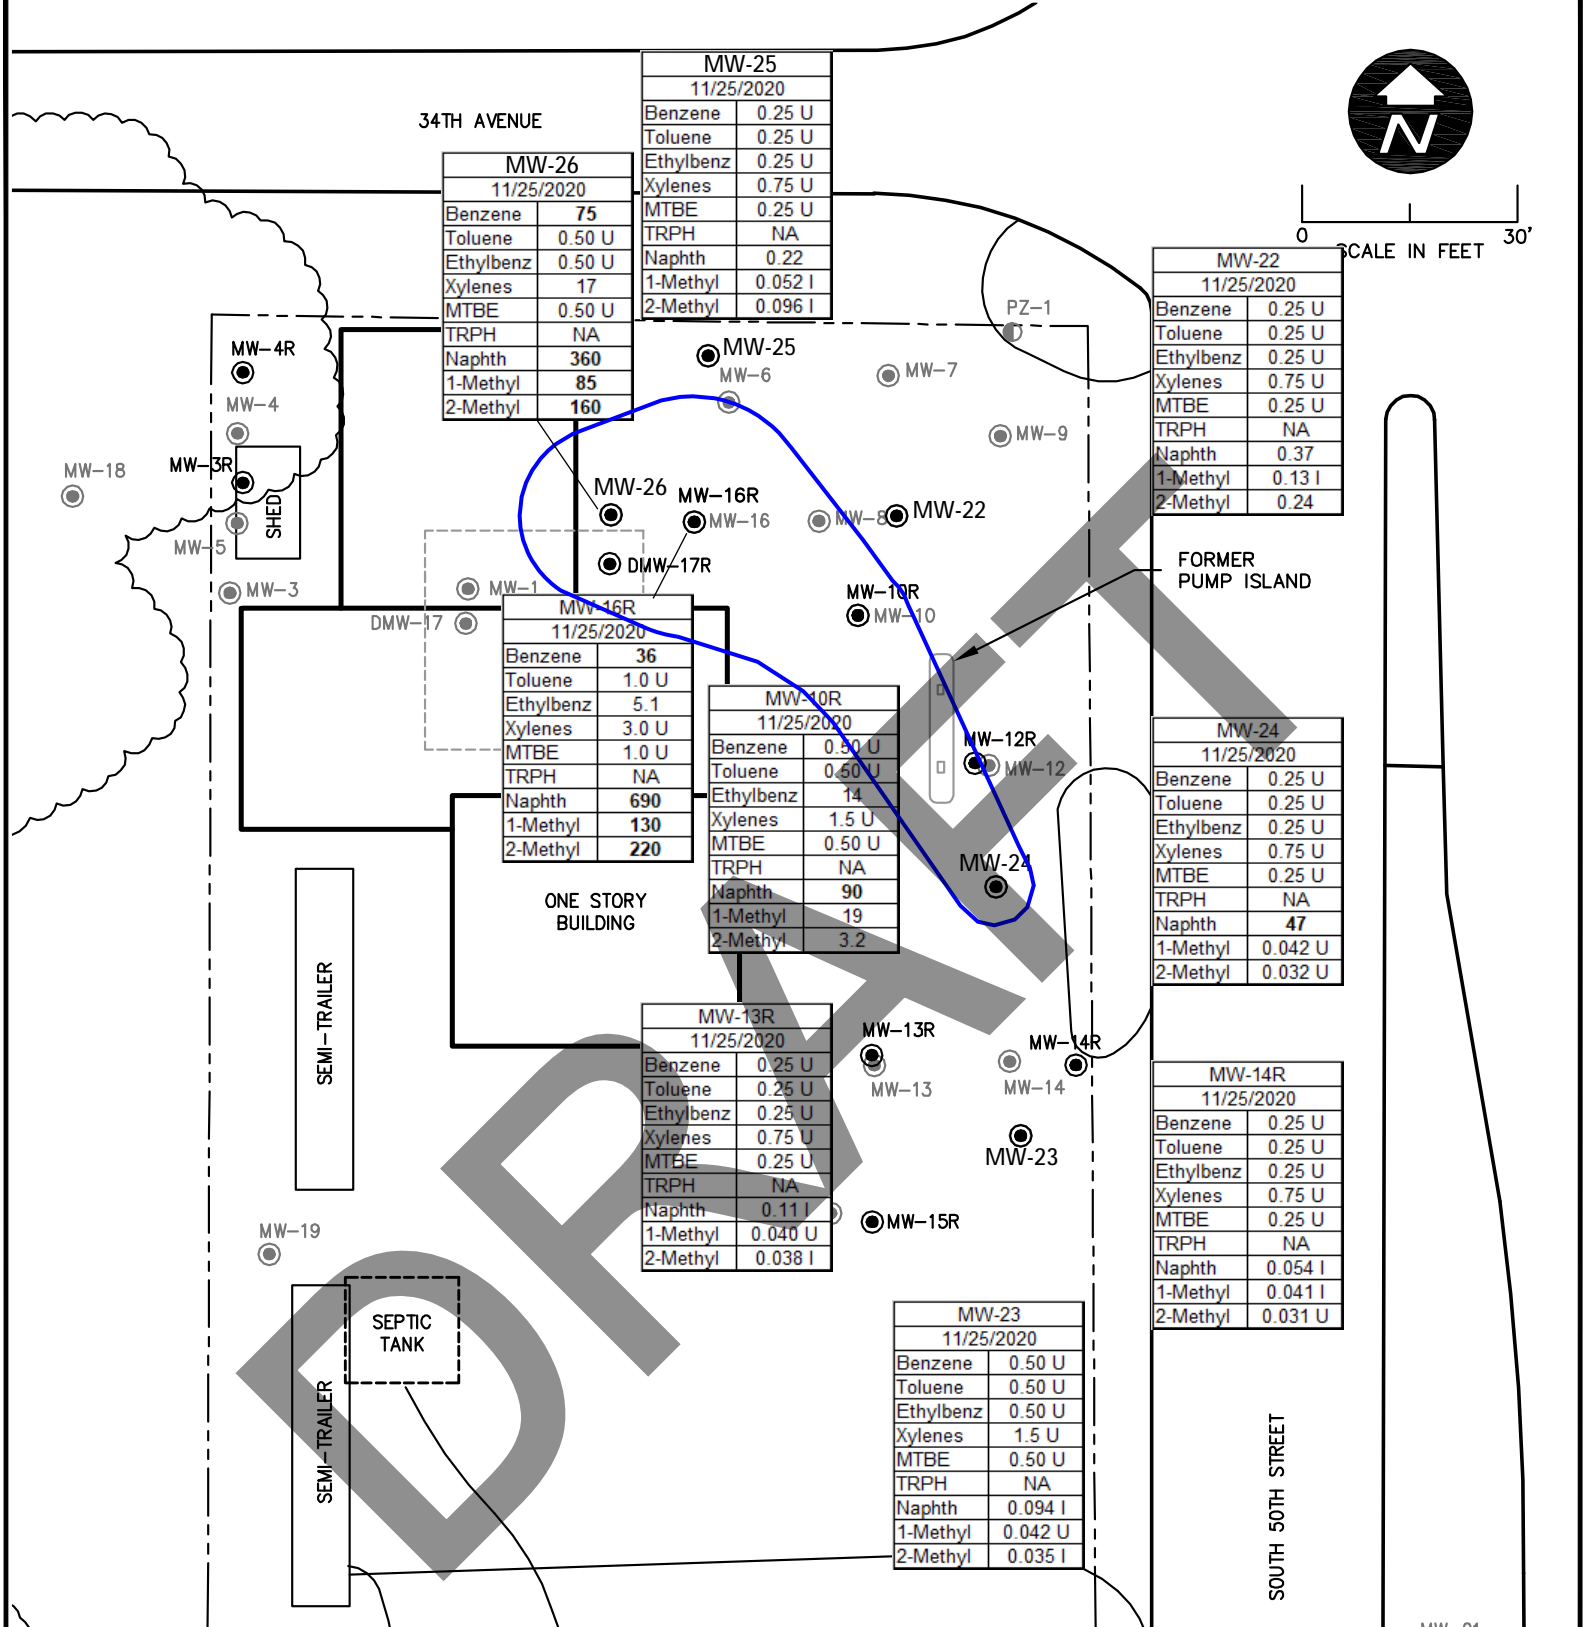 34TH AVENUE
N
0 30'
SCALE IN FEET
MW-25
11/25/2020
Benzene 0.25 U
Toluene 0.25 U
Ethylbenz 0.25 U
Xylenes 0.75 U
MTBE 0.25 U
TRPH NA
Naphth 0.22
1-Methyl 0.052 I
2-Methyl 0.096 I
MW-26
11/25/2020
Benzene 75
Toluene 0.50 U
Ethylbenz 0.50 U
Xylenes 17
MTBE 0.50 U
TRPH NA
Naphth 360
1-Methyl 85
2-Methyl 160
MW-22
11/25/2020
Benzene 0.25 U
Toluene 0.25 U
Ethylbenz 0.25 U
Xylenes 0.75 U
MTBE 0.25 U
TRPH NA
Naphth 0.37
1-Methyl 0.13 I
2-Methyl 0.24
PZ-1
MW-4R
MW-25
MW-6
MW-7
MW-4
MW-9
MW-18
MW-3R
SHED
MW-5
MW-3
MW-26
MW-16R
MW-16
MW-8
MW-22
DMW-17R
MW-1
DMW-17
MW-10R
MW-10
FORMER
PUMP ISLAND
MW-16R
11/25/2020
Benzene 36
Toluene 1.0 U
Ethylbenz 5.1
Xylenes 3.0 U
MTBE 1.0 U
TRPH NA
Naphth 690
1-Methyl 130
2-Methyl 220
MW-10R
11/25/2020
Benzene 0.50 U
Toluene 0.50 U
Ethylbenz 14
Xylenes 1.5 U
MTBE 0.50 U
TRPH NA
Naphth 90
1-Methyl 19
2-Methyl 3.2
MW-12R
MW-12
MW-24
MW-24
11/25/2020
Benzene 0.25 U
Toluene 0.25 U
Ethylbenz 0.25 U
Xylenes 0.75 U
MTBE 0.25 U
TRPH NA
Naphth 47
1-Methyl 0.042 U
2-Methyl 0.032 U
ONE STORY
BUILDING
SEMI-TRAILER
MW-13R
11/25/2020
Benzene 0.25 U
Toluene 0.25 U
Ethylbenz 0.25 U
Xylenes 0.75 U
MTBE 0.25 U
TRPH NA
Naphth 0.11 I
1-Methyl 0.040 U
2-Methyl 0.038 I
MW-13R
MW-13
MW-14R
MW-14
MW-23
MW-15R
MW-14R
11/25/2020
Benzene 0.25 U
Toluene 0.25 U
Ethylbenz 0.25 U
Xylenes 0.75 U
MTBE 0.25 U
TRPH NA
Naphth 0.054 I
1-Methyl 0.041 I
2-Methyl 0.031 U
MW-19
SEPTIC
TANK
SEMI-TRAILER
MW-23
11/25/2020
Benzene 0.50 U
Toluene 0.50 U
Ethylbenz 0.50 U
Xylenes 1.5 U
MTBE 0.50 U
TRPH NA
Naphth 0.094 I
1-Methyl 0.042 U
2-Methyl 0.035 I
SOUTH 50TH STREET
DRAFT